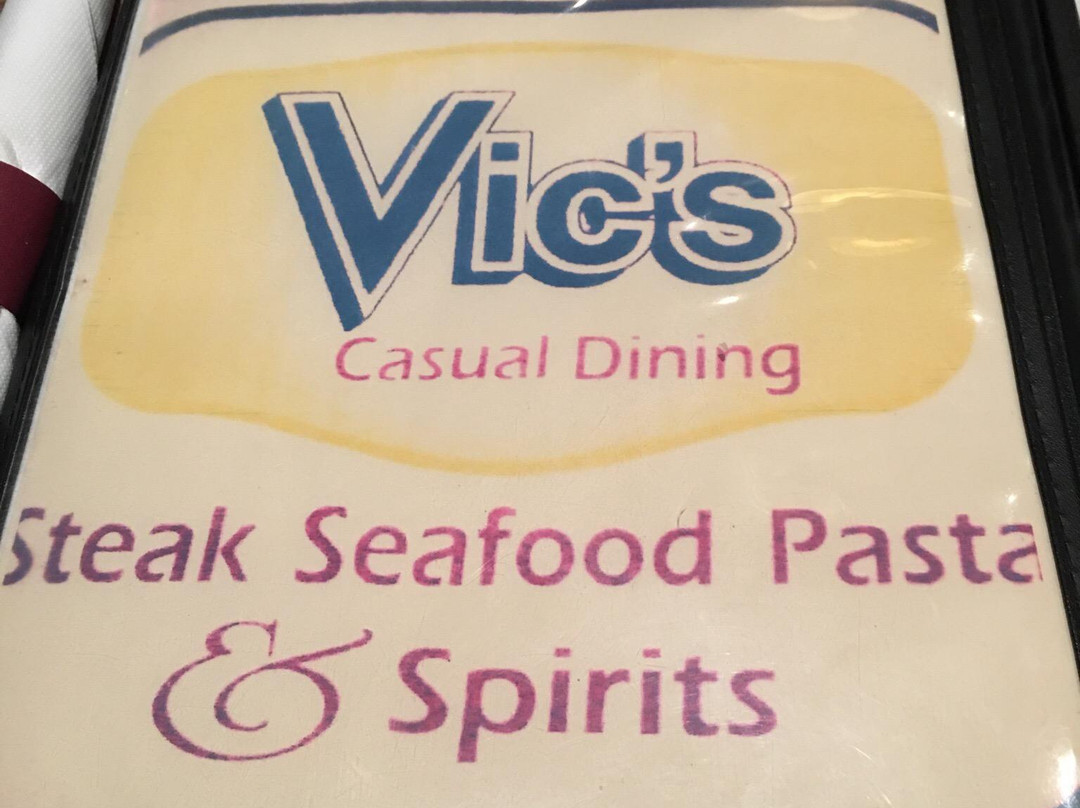 Vic's
Casual Dining
Steak Seafood Pasta
& Spirits